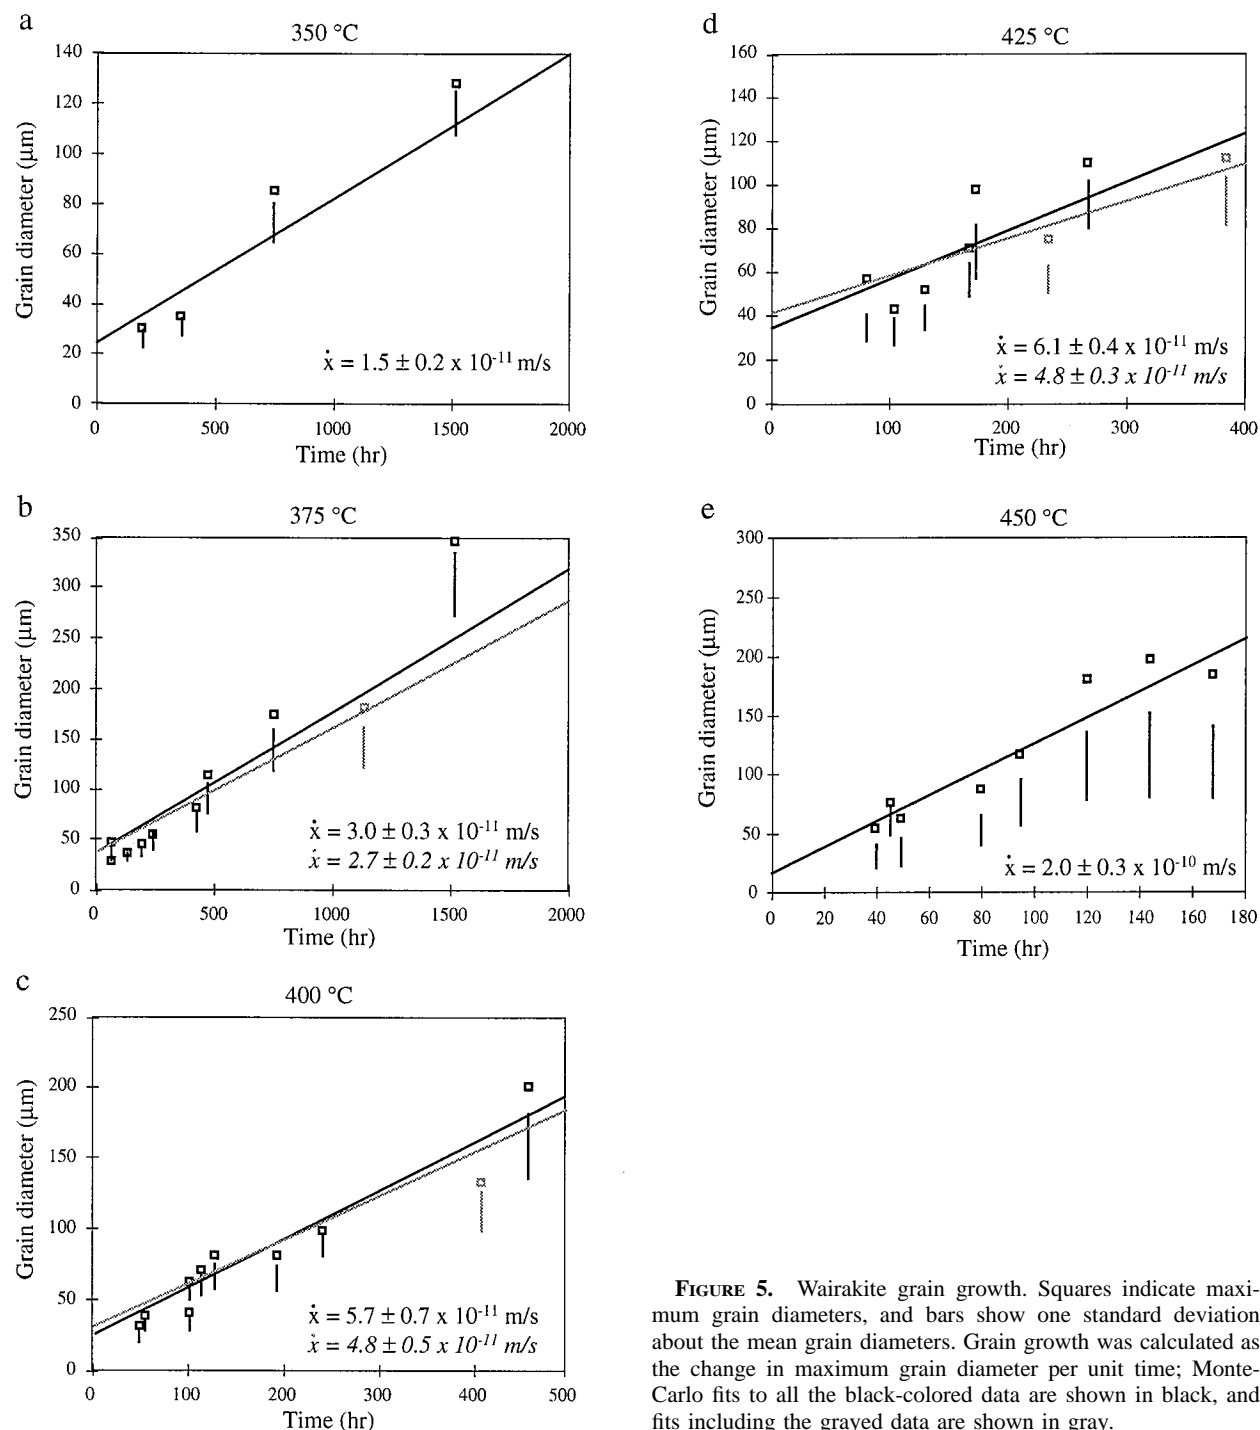 a
350 °C
140
120
100
80
60
40
20
0
Grain diameter (μm)
ẋ = 1.5 ± 0.2 x 10⁻¹¹ m/s
0 500 1000 1500 2000
Time (hr)
b
375 °C
350
300
250
200
150
100
50
0
Grain diameter (μm)
ẋ = 3.0 ± 0.3 x 10⁻¹¹ m/s
ẋ = 2.7 ± 0.2 x 10⁻¹¹ m/s
0 500 1000 1500 2000
Time (hr)
c
400 °C
250
200
150
100
50
0
Grain diameter (μm)
ẋ = 5.7 ± 0.7 x 10⁻¹¹ m/s
ẋ = 4.8 ± 0.5 x 10⁻¹¹ m/s
0 100 200 300 400 500
Time (hr)
d
425 °C
160
140
120
100
80
60
40
20
0
Grain diameter (μm)
ẋ = 6.1 ± 0.4 x 10⁻¹¹ m/s
ẋ = 4.8 ± 0.3 x 10⁻¹¹ m/s
0 100 200 300 400
Time (hr)
e
450 °C
300
250
200
150
100
50
0
Grain diameter (μm)
ẋ = 2.0 ± 0.3 x 10⁻¹⁰ m/s
0 20 40 60 80 100 120 140 160 180
Time (hr)
FIGURE 5. Wairakite grain growth. Squares indicate maxi-
mum grain diameters, and bars show one standard deviation
about the mean grain diameters. Grain growth was calculated as
the change in maximum grain diameter per unit time; Monte-
Carlo fits to all the black-colored data are shown in black, and
fits including the grayed data are shown in gray.